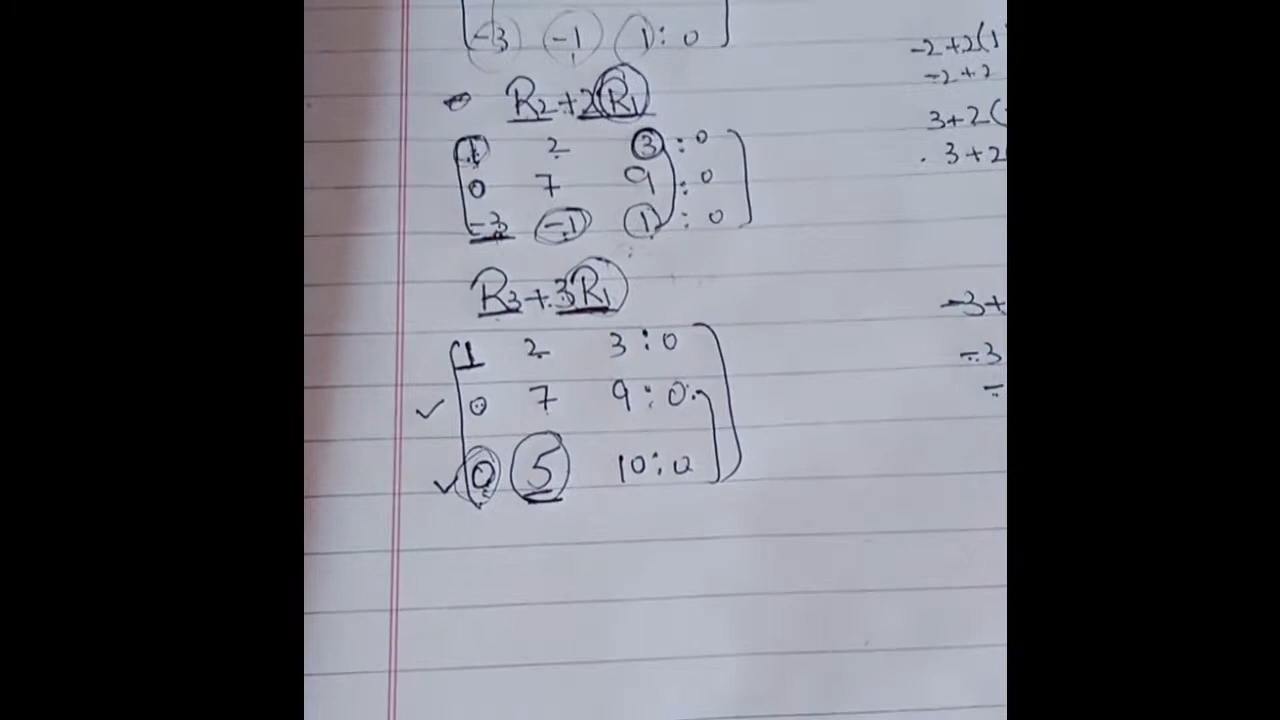 -3 -1 1 : 0
R2 + 2R1
1 2 3 : 0
0 7 9 : 0
-3 -1 1 : 0
R3 + 3R1
1 2 3 : 0
0 7 9 : 0
0 5 10 : 0
-2+2(1
-2+2
3+2(
3+2
-3+
-3